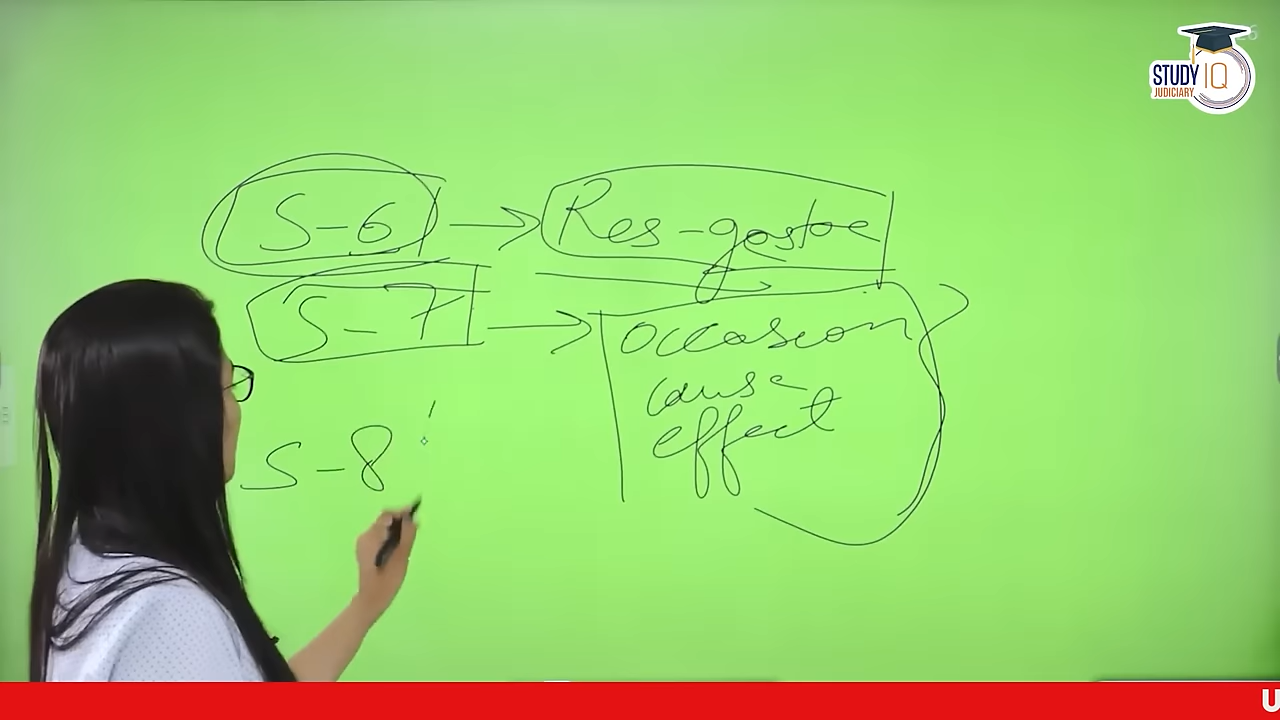 STUDY IQ
JUDICIARY
S-6 → Res-gestae
S-7 → occasion
cause
effect
S-8
U